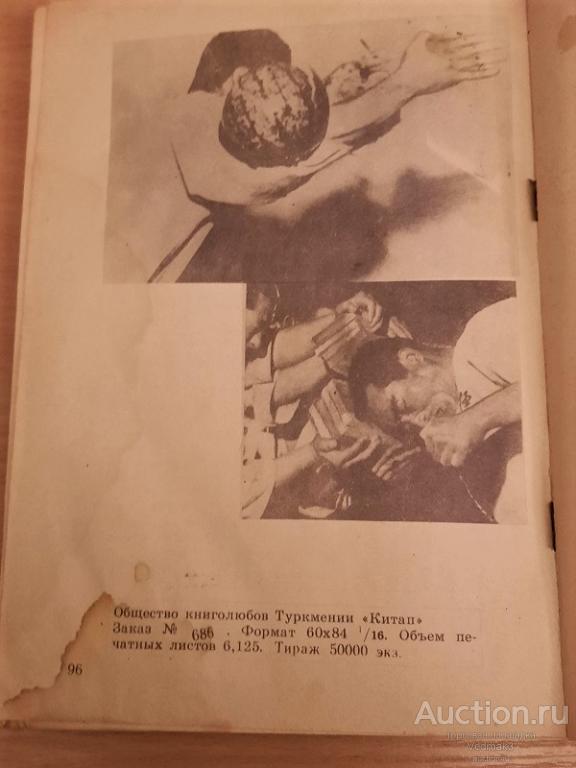 Общество книголюбов Туркмении «Китап»
Заказ № 686 . Формат 60х84 1/16. Объем пе-
чатных листов 6,125. Тираж 50000 экз.
96
Auction.ru